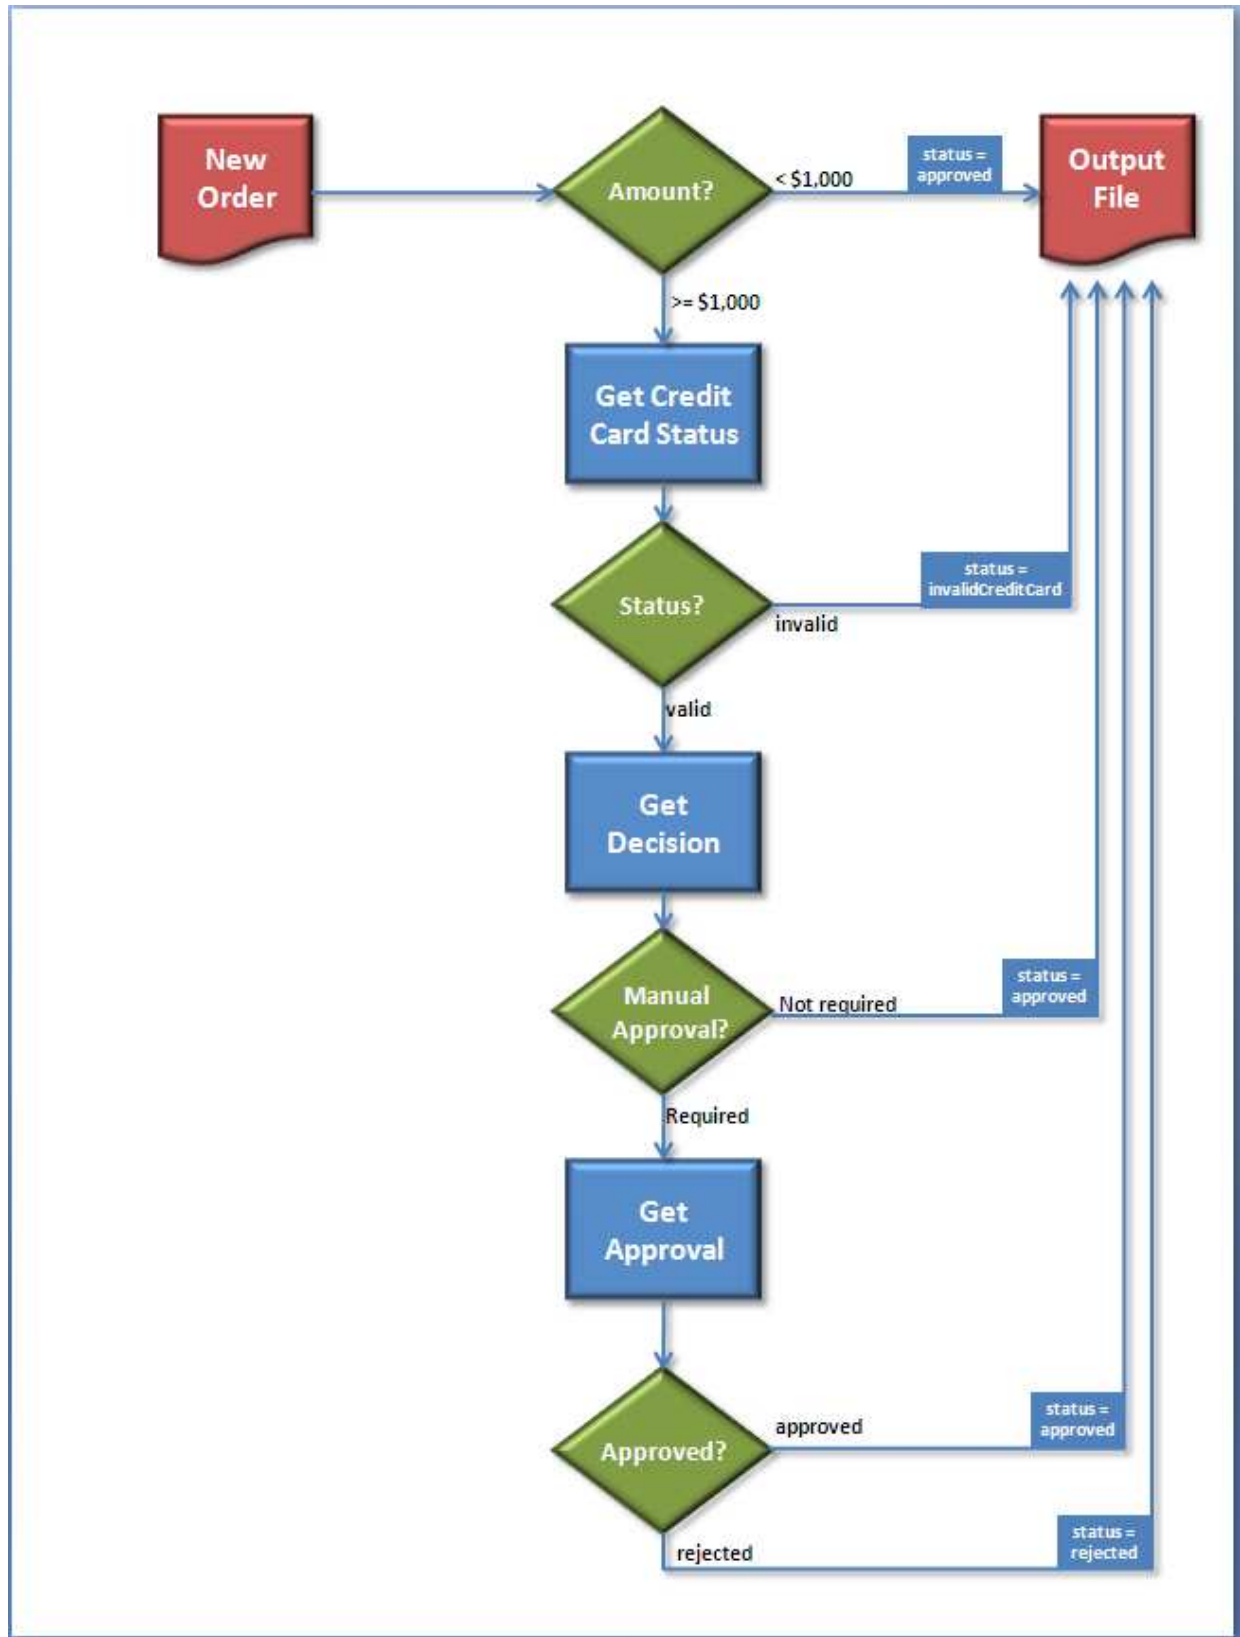 New
Order
Amount?
< $1,000
status =
approved
Output
File
>= $1,000
Get Credit
Card Status
Status?
invalid
status =
invalidCreditCard
valid
Get
Decision
Manual
Approval?
Not required
status =
approved
Required
Get
Approval
Approved?
approved
status =
approved
rejected
status =
rejected